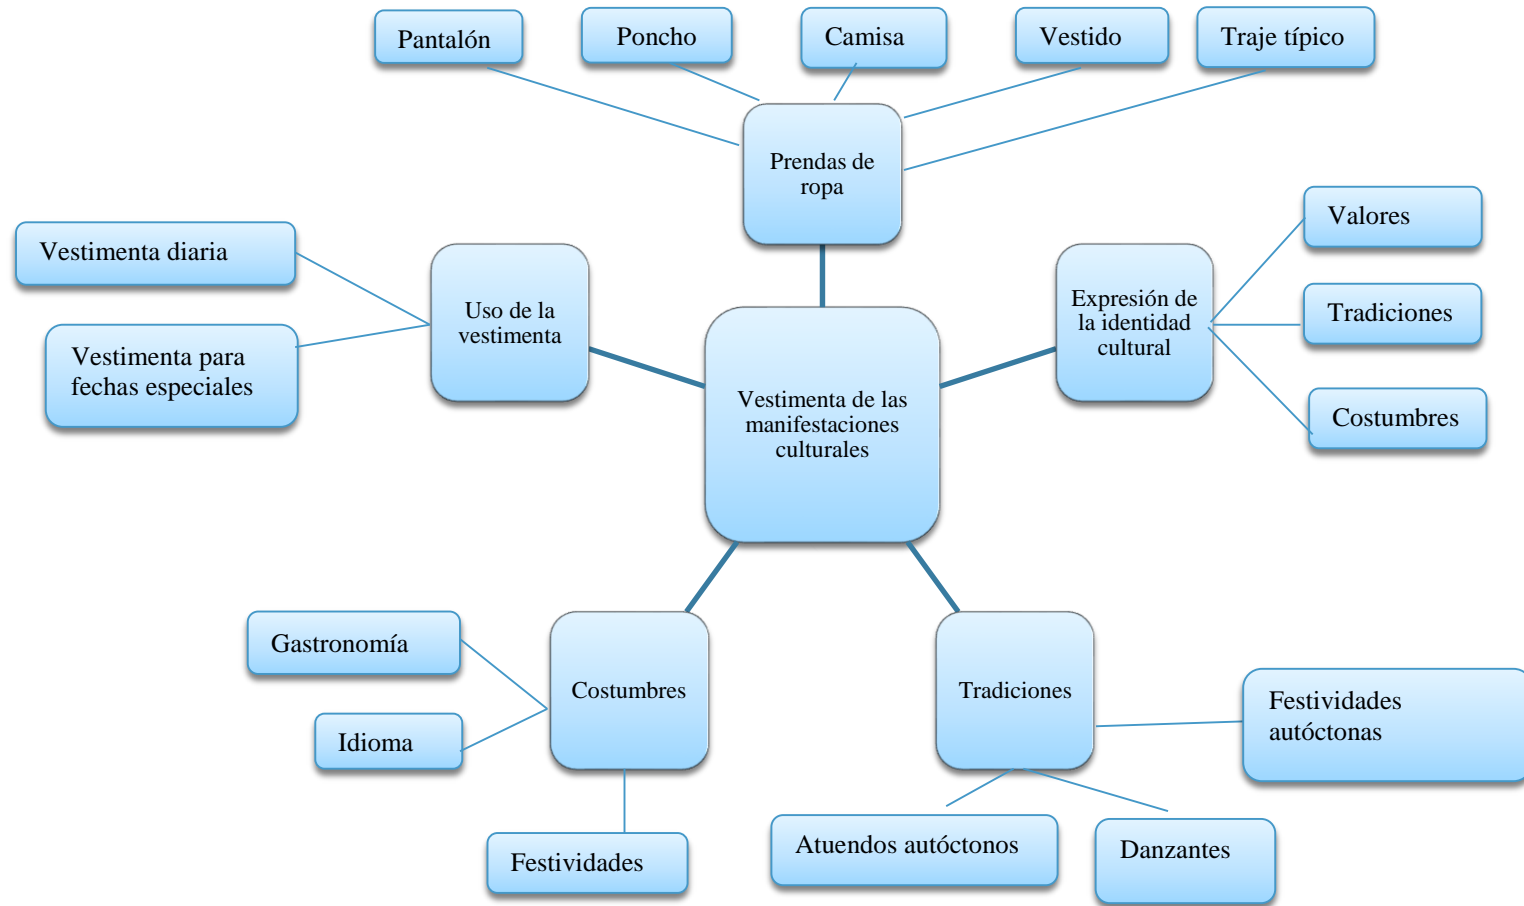 Pantalón
Poncho
Camisa
Vestido
Traje típico
Prendas de
ropa
Vestimenta diaria
Vestimenta para
fechas especiales
Uso de la
vestimenta
Expresión de
la identidad
cultural
Valores
Tradiciones
Costumbres
Vestimenta de las
manifestaciones
culturales
Gastronomía
Idioma
Festividades
Costumbres
Tradiciones
Festividades
autóctonas
Atuendos autóctonos
Danzantes